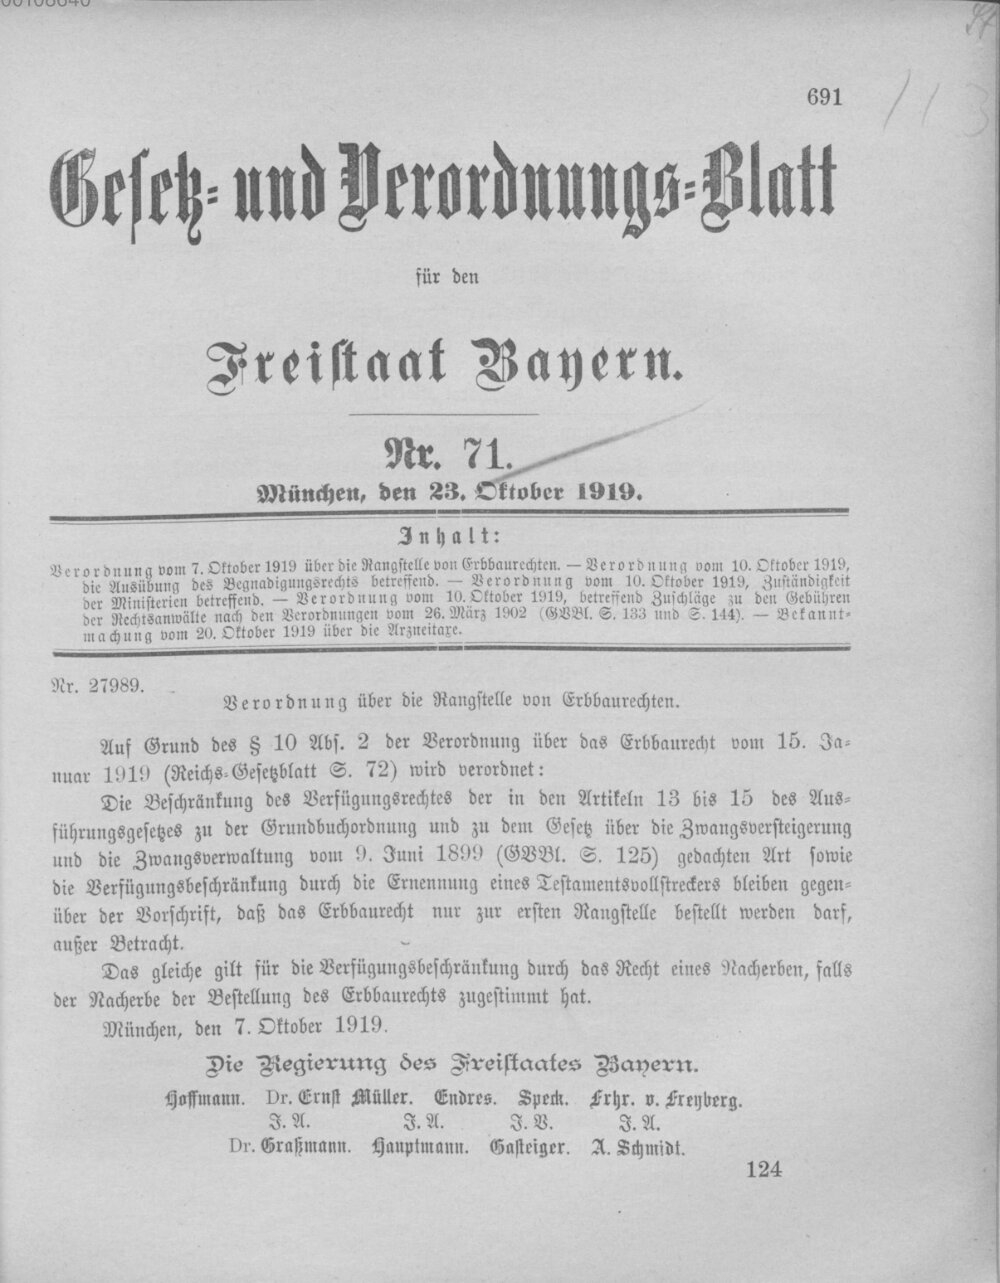 00108640
691
113
Gesetz- und Verordnungs-Blatt
für den
Freistaat Bayern.
Nr. 71.
München, den 23. Oktober 1919.
Inhalt:
Verordnung vom 7. Oktober 1919 über die Rangstelle von Erbbaurechten. — Verordnung vom 10. Oktober 1919,
die Ausübung des Begnadigungsrechts betreffend. — Verordnung vom 10. Oktober 1919, Zuständigkeit
der Ministerien betreffend. — Verordnung vom 10. Oktober 1919, betreffend Zuschläge zu den Gebühren
der Rechtsanwälte nach den Verordnungen vom 26. März 1902 (GVBl. S. 133 und S. 144). — Bekannt-
machung vom 20. Oktober 1919 über die Arzneitaxe.
Nr. 27989.
Verordnung über die Rangstelle von Erbbaurechten.
Auf Grund des § 10 Abs. 2 der Verordnung über das Erbbaurecht vom 15. Ja-
nuar 1919 (Reichs-Gesetzblatt S. 72) wird verordnet:
Die Beschränkung des Verfügungsrechtes der in den Artikeln 13 bis 15 des Aus-
führungsgesetzes zu der Grundbuchordnung und zu dem Gesetz über die Zwangsversteigerung
und die Zwangsverwaltung vom 9. Juni 1899 (GVBl. S. 125) gedachten Art sowie
die Verfügungsbeschränkung durch die Ernennung eines Testamentsvollstreckers bleiben gegen-
über der Vorschrift, daß das Erbbaurecht nur zur ersten Rangstelle bestellt werden darf,
außer Betracht.
Das gleiche gilt für die Verfügungsbeschränkung durch das Recht eines Nacherben, falls
der Nacherbe der Bestellung des Erbbaurechts zugestimmt hat.
München, den 7. Oktober 1919.
Die Regierung des Freistaates Bayern.
Hoffmann. Dr. Ernst Müller. Endres. Speck. Frhr. v. Freyberg.
J. A. J. A. J. V. J. A.
Dr. Graßmann. Hauptmann. Gasteiger. A. Schmidt.
124